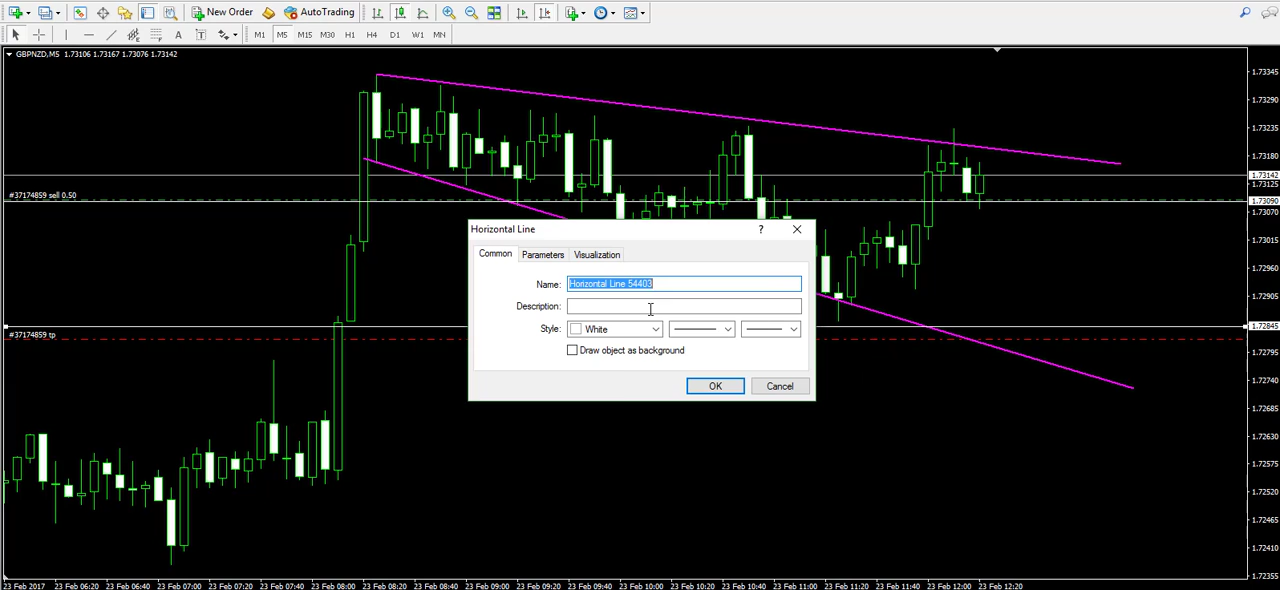 New Order AutoTrading
A T M1 M5 M15 M30 H1 H4 D1 W1 MN
GBPNZD,M5 1.73106 1.73167 1.73076 1.73142
1.73345
1.73290
1.73235
1.73180
1.73142
1.73125
#37174859 sell 0.50
1.73090
1.73070
Horizontal Line ?
1.73015
Common Parameters Visualization
1.72960
Name: Horizontal Line 54403
1.72905
Description:
Style: White
1.72845
#37174859 tp
Draw object as background
1.72795
1.72740
OK Cancel
1.72685
1.72630
1.72575
1.72520
1.72465
1.72410
1.72355
23 Feb 2017 23 Feb 06:20 23 Feb 06:40 23 Feb 07:00 23 Feb 07:20 23 Feb 07:40 23 Feb 08:00 23 Feb 08:20 23 Feb 08:40 23 Feb 09:00 23 Feb 09:20 23 Feb 09:40 23 Feb 10:00 23 Feb 10:20 23 Feb 10:40 23 Feb 11:00 23 Feb 11:20 23 Feb 11:40 23 Feb 12:00 23 Feb 12:20